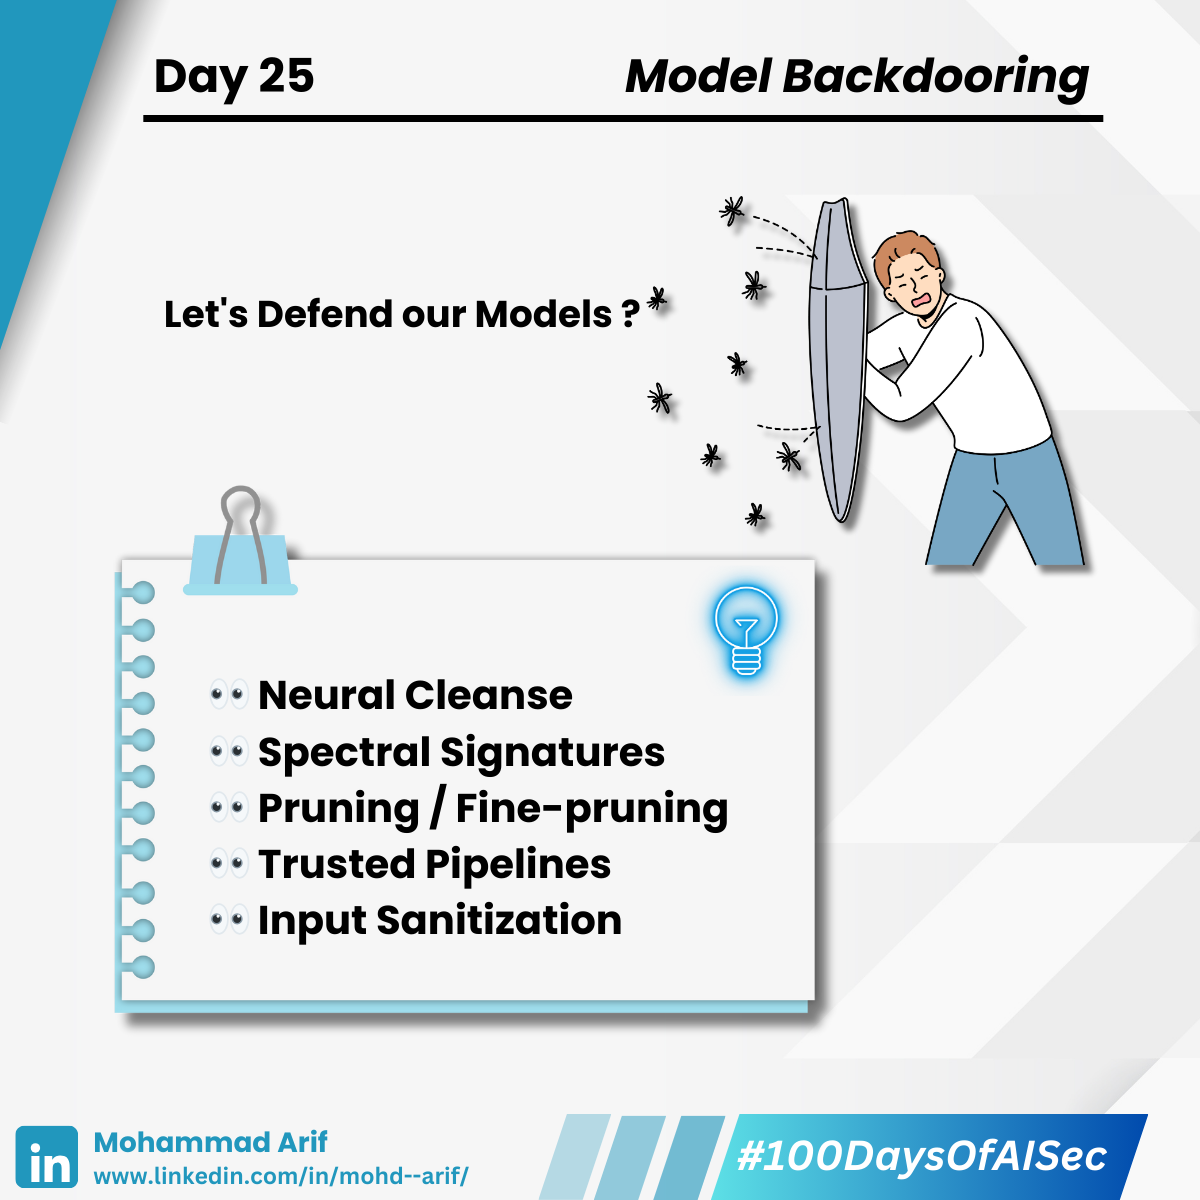 Day 25
Model Backdooring
Let's Defend our Models ?
👀 Neural Cleanse
👀 Spectral Signatures
👀 Pruning / Fine-pruning
👀 Trusted Pipelines
👀 Input Sanitization
in
Mohammad Arif
www.linkedin.com/in/mohd--arif/
#100DaysOfAISec